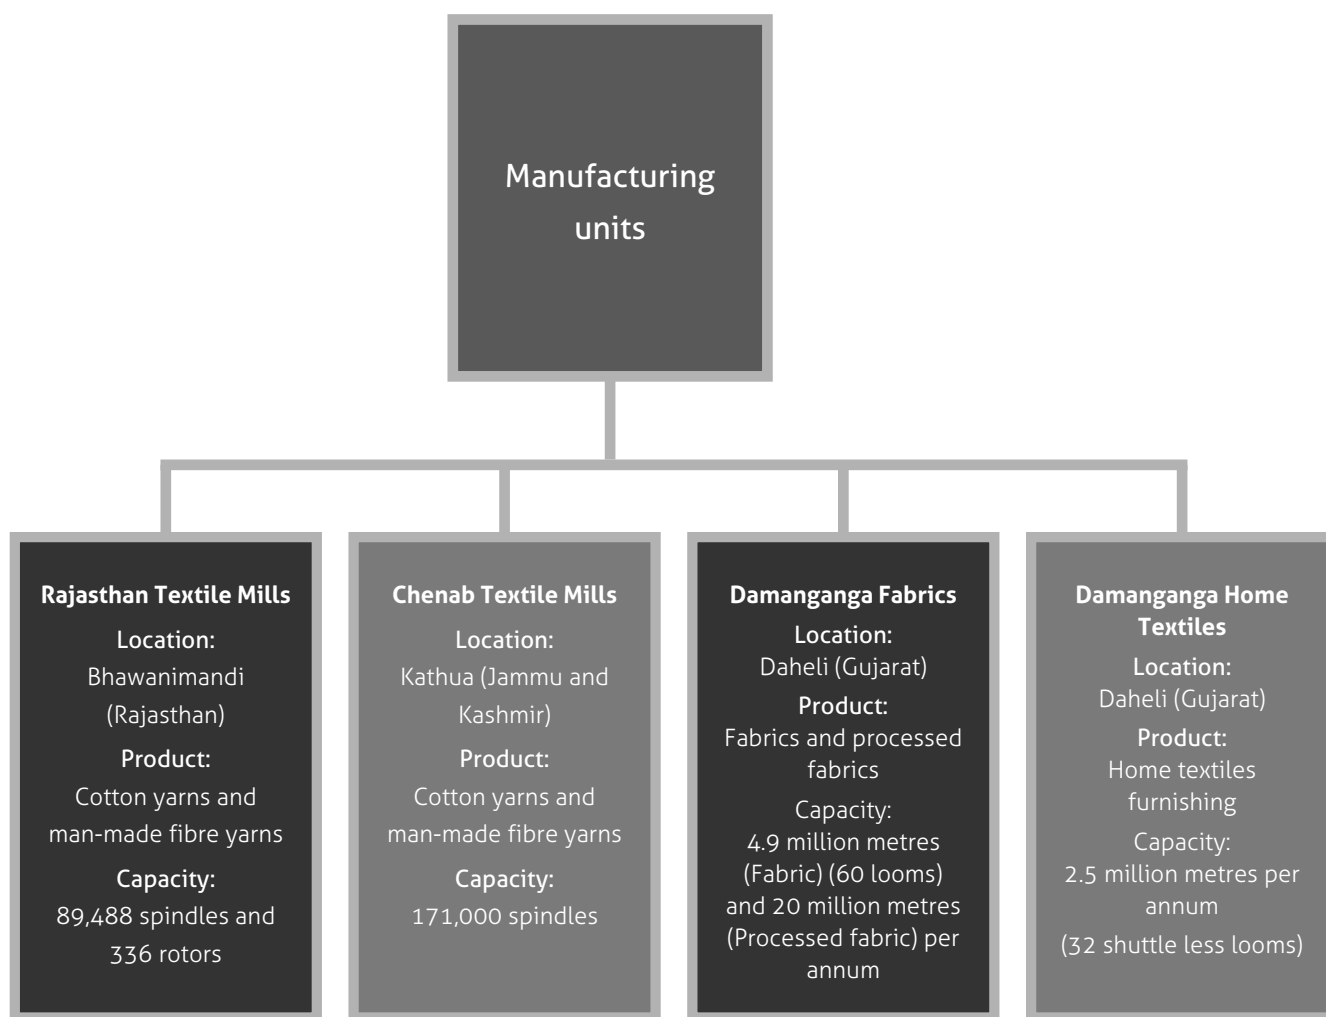 Manufacturing
units
Rajasthan Textile Mills
Location:
Bhawanimandi
(Rajasthan)
Product:
Cotton yarns and
man-made fibre yarns
Capacity:
89,488 spindles and
336 rotors
Chenab Textile Mills
Location:
Kathua (Jammu and
Kashmir)
Product:
Cotton yarns and
man-made fibre yarns
Capacity:
171,000 spindles
Damanganga Fabrics
Location:
Daheli (Gujarat)
Product:
Fabrics and processed
fabrics
Capacity:
4.9 million metres
(Fabric) (60 looms)
and 20 million metres
(Processed fabric) per
annum
Damanganga Home
Textiles
Location:
Daheli (Gujarat)
Product:
Home textiles
furnishing
Capacity:
2.5 million metres per
annum
(32 shuttle less looms)